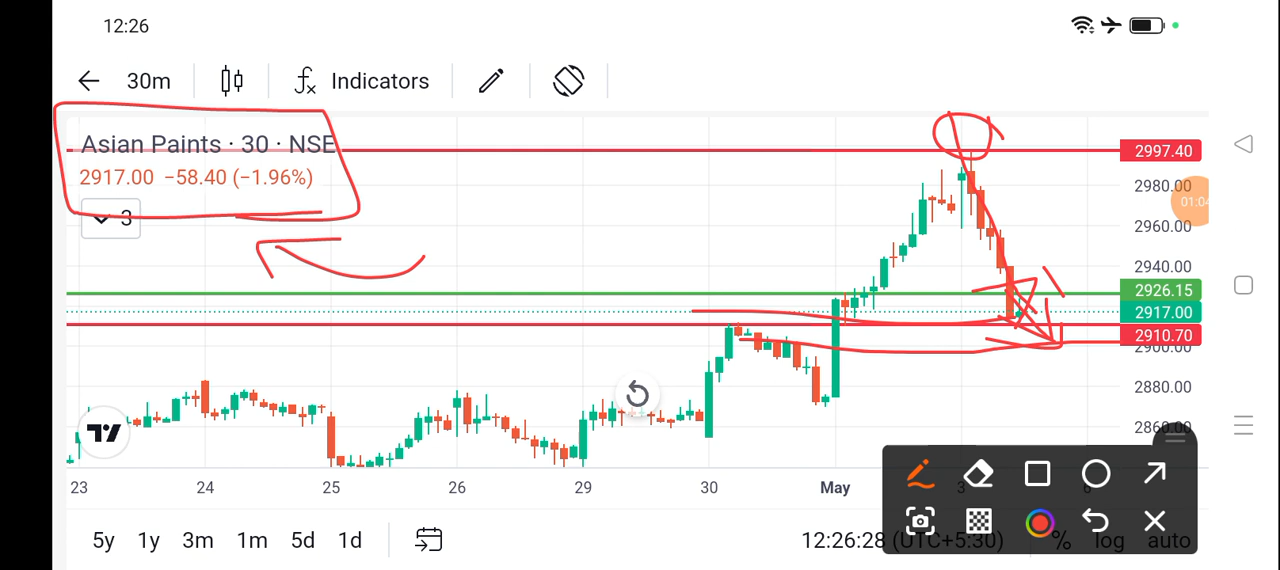 12:26
30m Indicators
Asian Paints · 30 · NSE
2917.00 −58.40 (−1.96%)
3
2997.40
2980.00
01:04
2960.00
2940.00
2926.15
2917.00
2910.70
2900.00
2880.00
2860.00
23 24 25 26 29 30 May 3 6
5y 1y 3m 1m 5d 1d 12:26:28 (UTC+5:30) % log auto